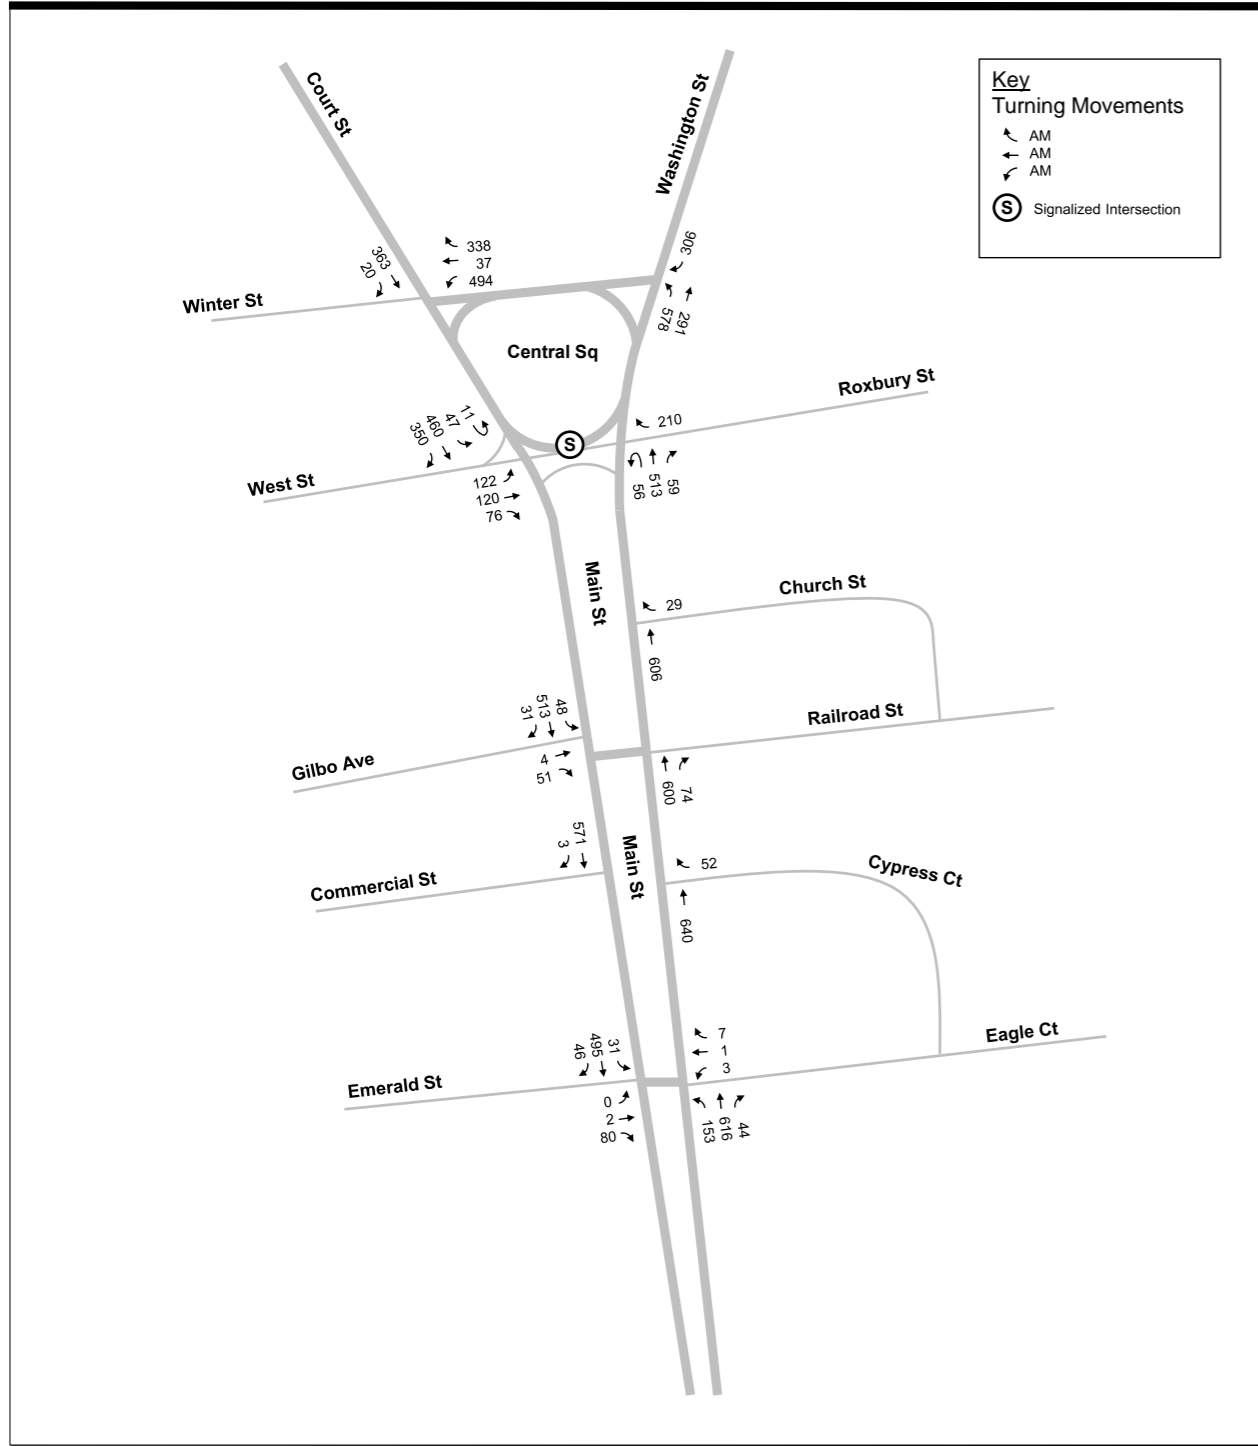 Key
Turning Movements
AM
AM
AM
S Signalized Intersection
Court St
Washington St
363
20
338
37
494
306
578
291
Winter St
Central Sq
Roxbury St
11
47
460
350
S
210
West St
122
120
76
56
513
59
Main St
Church St
29
606
48
513
31
Railroad St
Gilbo Ave
4
51
600
74
571
3
Main St
52
Cypress Ct
Commercial St
640
31
495
46
7
1
3
Eagle Ct
Emerald St
0
2
80
153
616
44